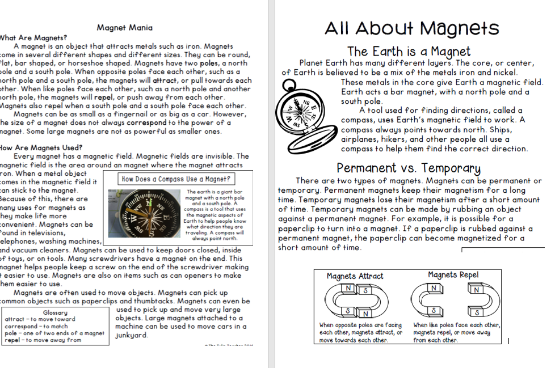 Magnet Mania
What Are Magnets?
A magnet is an object that attracts metals such as iron. Magnets
come in several different shapes and different sizes. They can be round,
flat, bar shaped, or horseshoe shaped. Magnets have two poles, a north
pole and a south pole. When opposite poles face each other, such as a
north pole and a south pole, the magnets will attract, or pull towards each
other. When like poles face each other, such as a north pole and another
north pole, the magnets will repel, or push away from each other.
Magnets also repel when a south pole and a south pole face each other.
Magnets can be as small as a fingernail or as big as a car. However,
the size of a magnet does not always correspond to the power of a
magnet. Some large magnets are not as powerful as smaller ones.
How Are Magnets Used?
Every magnet has a magnetic field. Magnetic fields are invisible. The
magnetic field is the area around an magnet where the magnet attracts
iron. When a metal object
comes in the magnetic field it
can stick to the magnet.
Because of this, there are
many uses for magnets as
they make life more
convenient. Magnets can be
found in televisions,
telephones, washing machines,
How Does a Compass Use a Magnet?
The earth is a giant bar
magnet with a north pole
and a south pole. A
compass is a tool that uses
the magnetic aspects of
Earth to help people know
what direction they are
traveling. A compass will
always point north.
and vacuum cleaners. Magnets can be used to keep doors closed, inside
of toys, or on tools. Many screwdrivers have a magnet on the end. This
magnet helps people keep a screw on the end of the screwdriver making
it easier to use. Magnets are also on items such as can openers to make
them easier to use.
Magnets are often used to move objects. Magnets can pick up
common objects such as paperclips and thumbtacks. Magnets can even be
used to pick up and move very large
objects. Large magnets attached to a
machine can be used to move cars in a
junkyard.
Glossary
attract - to move toward
correspond - to match
pole - one of two ends of a magnet
repel - to move away from
All About Magnets
The Earth is a Magnet
Planet Earth has many different layers. The core, or center,
of Earth is believed to be a mix of the metals iron and nickel.
These metals in the core give Earth a magnetic field.
Earth acts a bar magnet, with a north pole and a
south pole.
A tool used for finding directions, called a
compass, uses Earth's magnetic field to work. A
compass always points towards north. Ships,
airplanes, hikers, and other people all use a
compass to help them find the correct direction.
Permanent vs. Temporary
There are two types of magnets. Magnets can be permanent or
temporary. Permanent magnets keep their magnetism for a long
time. Temporary magnets lose their magnetism after a short amount
of time. Temporary magnets can be made by rubbing an object
against a permanent magnet. For example, it is possible for a
paperclip to turn into a magnet. If a paperclip is rubbed against a
permanent magnet, the paperclip can become magnetized for a
short amount of time.
Magnets Attract
N S
N S
When opposite poles are facing
each other, magnets attract, or
move towards each other.
Magnets Repel
N N
S S
When like poles face each other,
magnets repel, or move away
from each other.